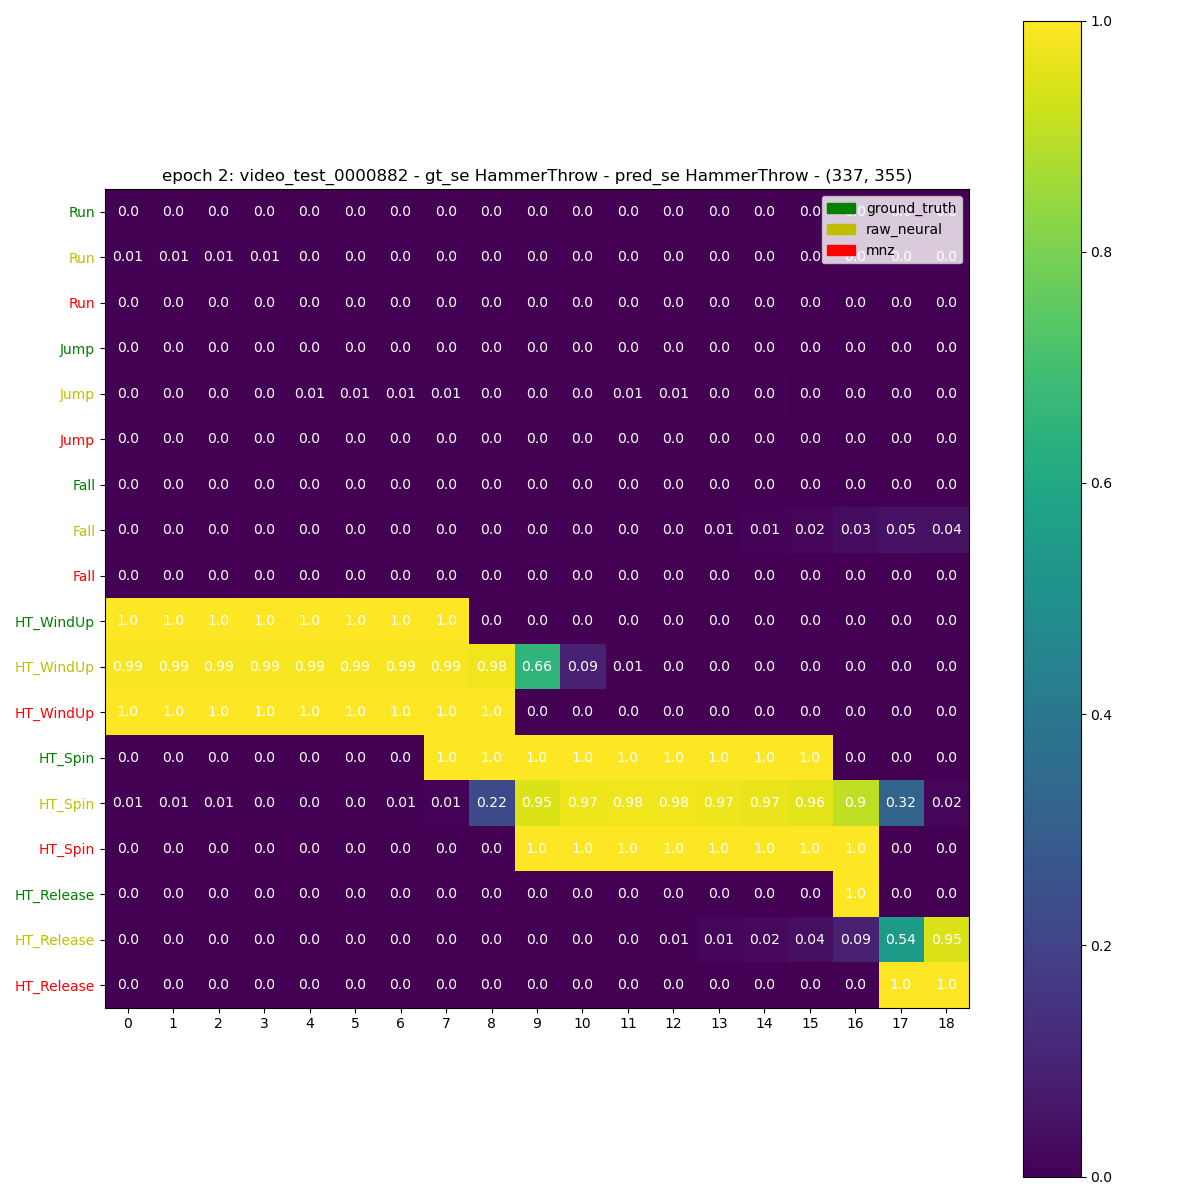 epoch 2: video_test_0000882 - gt_se HammerThrow - pred_se HammerThrow - (337, 355)
Run 0.0 0.0 0.0 0.0 0.0 0.0 0.0 0.0 0.0 0.0 0.0 0.0 0.0 0.0 0.0 0.0 0.0 0.0 0.0
Run 0.01 0.01 0.01 0.01 0.0 0.0 0.0 0.0 0.0 0.0 0.0 0.0 0.0 0.0 0.0 0.0 0.0 0.0 0.0
Run 0.0 0.0 0.0 0.0 0.0 0.0 0.0 0.0 0.0 0.0 0.0 0.0 0.0 0.0 0.0 0.0 0.0 0.0 0.0
Jump 0.0 0.0 0.0 0.0 0.0 0.0 0.0 0.0 0.0 0.0 0.0 0.0 0.0 0.0 0.0 0.0 0.0 0.0 0.0
Jump 0.0 0.0 0.0 0.0 0.01 0.01 0.01 0.01 0.0 0.0 0.0 0.01 0.01 0.0 0.0 0.0 0.0 0.0 0.0
Jump 0.0 0.0 0.0 0.0 0.0 0.0 0.0 0.0 0.0 0.0 0.0 0.0 0.0 0.0 0.0 0.0 0.0 0.0 0.0
Fall 0.0 0.0 0.0 0.0 0.0 0.0 0.0 0.0 0.0 0.0 0.0 0.0 0.0 0.0 0.0 0.0 0.0 0.0 0.0
Fall 0.0 0.0 0.0 0.0 0.0 0.0 0.0 0.0 0.0 0.0 0.0 0.0 0.0 0.01 0.01 0.02 0.03 0.05 0.04
Fall 0.0 0.0 0.0 0.0 0.0 0.0 0.0 0.0 0.0 0.0 0.0 0.0 0.0 0.0 0.0 0.0 0.0 0.0 0.0
HT_WindUp 1.0 1.0 1.0 1.0 1.0 1.0 1.0 1.0 0.0 0.0 0.0 0.0 0.0 0.0 0.0 0.0 0.0 0.0 0.0
HT_WindUp 0.99 0.99 0.99 0.99 0.99 0.99 0.99 0.99 0.98 0.66 0.09 0.01 0.0 0.0 0.0 0.0 0.0 0.0 0.0
HT_WindUp 1.0 1.0 1.0 1.0 1.0 1.0 1.0 1.0 1.0 0.0 0.0 0.0 0.0 0.0 0.0 0.0 0.0 0.0 0.0
HT_Spin 0.0 0.0 0.0 0.0 0.0 0.0 0.0 1.0 1.0 1.0 1.0 1.0 1.0 1.0 1.0 1.0 0.0 0.0 0.0
HT_Spin 0.01 0.01 0.01 0.0 0.0 0.0 0.01 0.01 0.22 0.95 0.97 0.98 0.98 0.97 0.97 0.96 0.9 0.32 0.02
HT_Spin 0.0 0.0 0.0 0.0 0.0 0.0 0.0 0.0 0.0 1.0 1.0 1.0 1.0 1.0 1.0 1.0 1.0 0.0 0.0
HT_Release 0.0 0.0 0.0 0.0 0.0 0.0 0.0 0.0 0.0 0.0 0.0 0.0 0.0 0.0 0.0 0.0 1.0 0.0 0.0
HT_Release 0.0 0.0 0.0 0.0 0.0 0.0 0.0 0.0 0.0 0.0 0.0 0.0 0.01 0.01 0.02 0.04 0.09 0.54 0.95
HT_Release 0.0 0.0 0.0 0.0 0.0 0.0 0.0 0.0 0.0 0.0 0.0 0.0 0.0 0.0 0.0 0.0 0.0 1.0 1.0
0 1 2 3 4 5 6 7 8 9 10 11 12 13 14 15 16 17 18
ground_truth
raw_neural
mnz
1.0
0.8
0.6
0.4
0.2
0.0